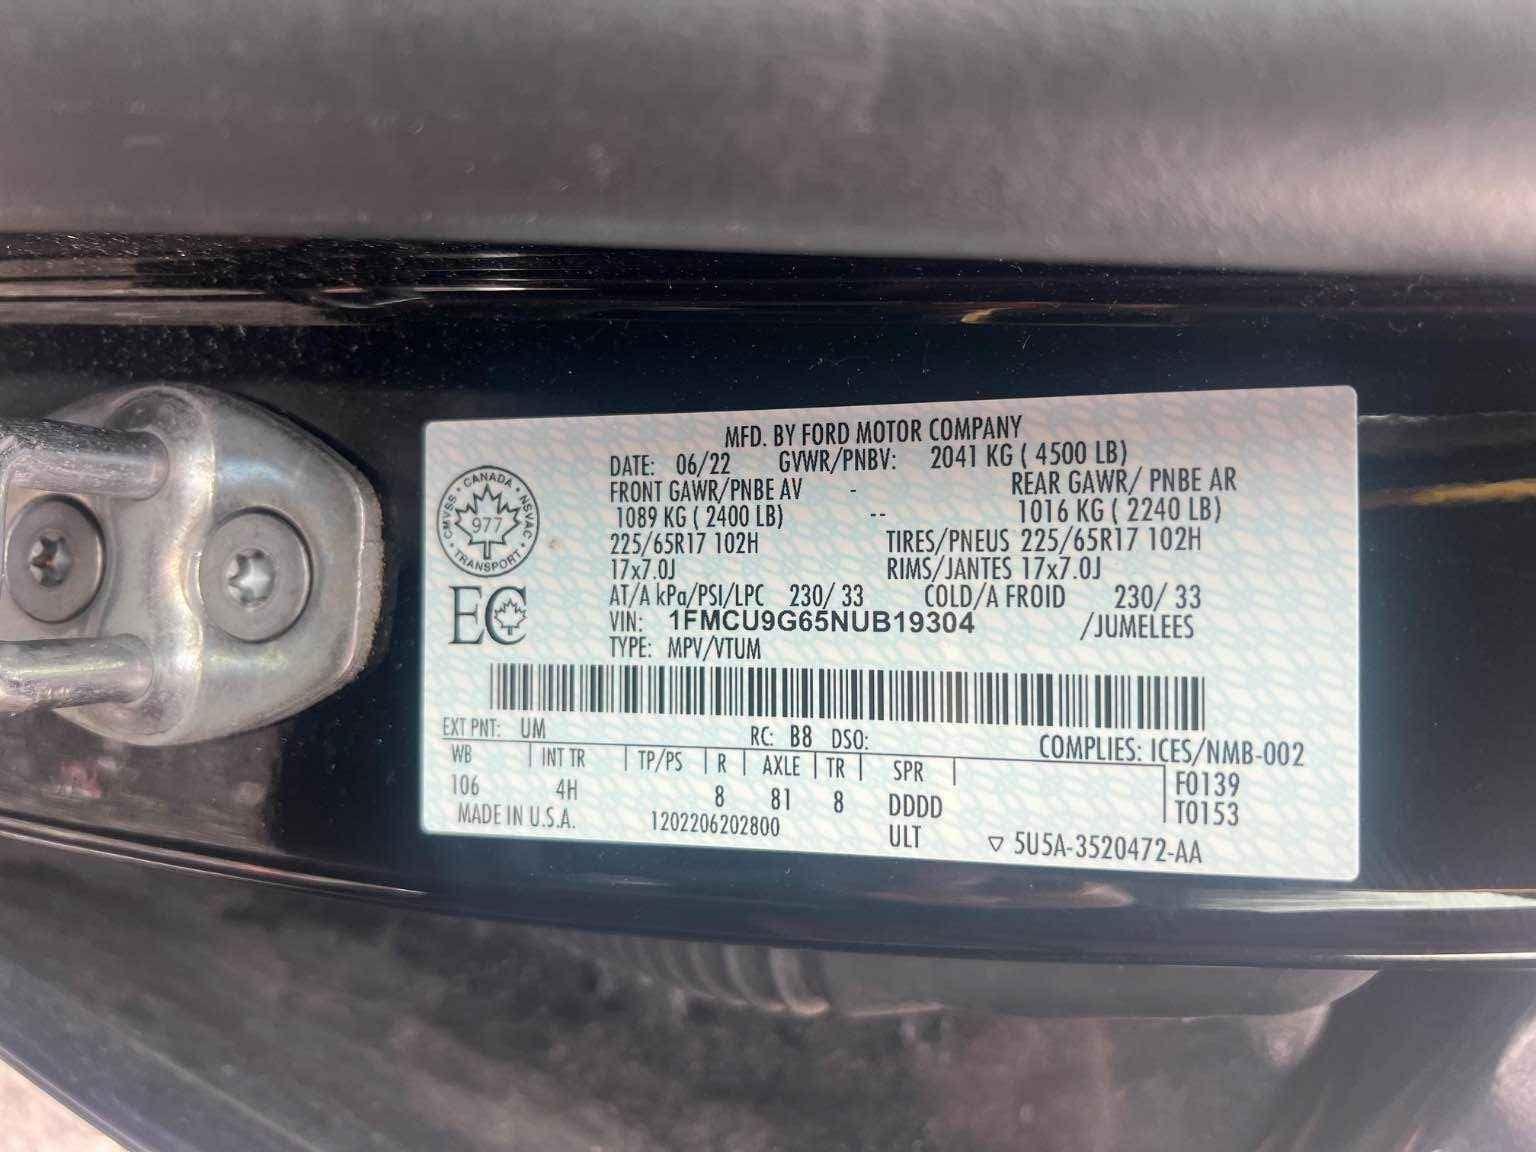 MFD. BY FORD MOTOR COMPANY
DATE: 06/22 GVWR/PNBV: 2041 KG ( 4500 LB)
FRONT GAWR/PNBE AV - REAR GAWR/ PNBE AR
1089 KG ( 2400 LB) -- 1016 KG ( 2240 LB)
225/65R17 102H TIRES/PNEUS 225/65R17 102H
17x7.0J RIMS/JANTES 17x7.0J
AT/A kPa/PSI/LPC 230/ 33 COLD/A FROID 230/ 33
VIN: 1FMCU9G65NUB19304 /JUMELEES
TYPE: MPV/VTUM
CANADA · NSVAC · TRANSPORT · CMVSS ·
977
EC
EXT PNT: UM RC: B8 DSO: COMPLIES: ICES/NMB-002
WB | INT TR | TP/PS | R | AXLE | TR | SPR | F0139
106 4H 8 81 8 DDDD T0153
MADE IN U.S.A. 1202206202800 ULT ▽ 5U5A-3520472-AA